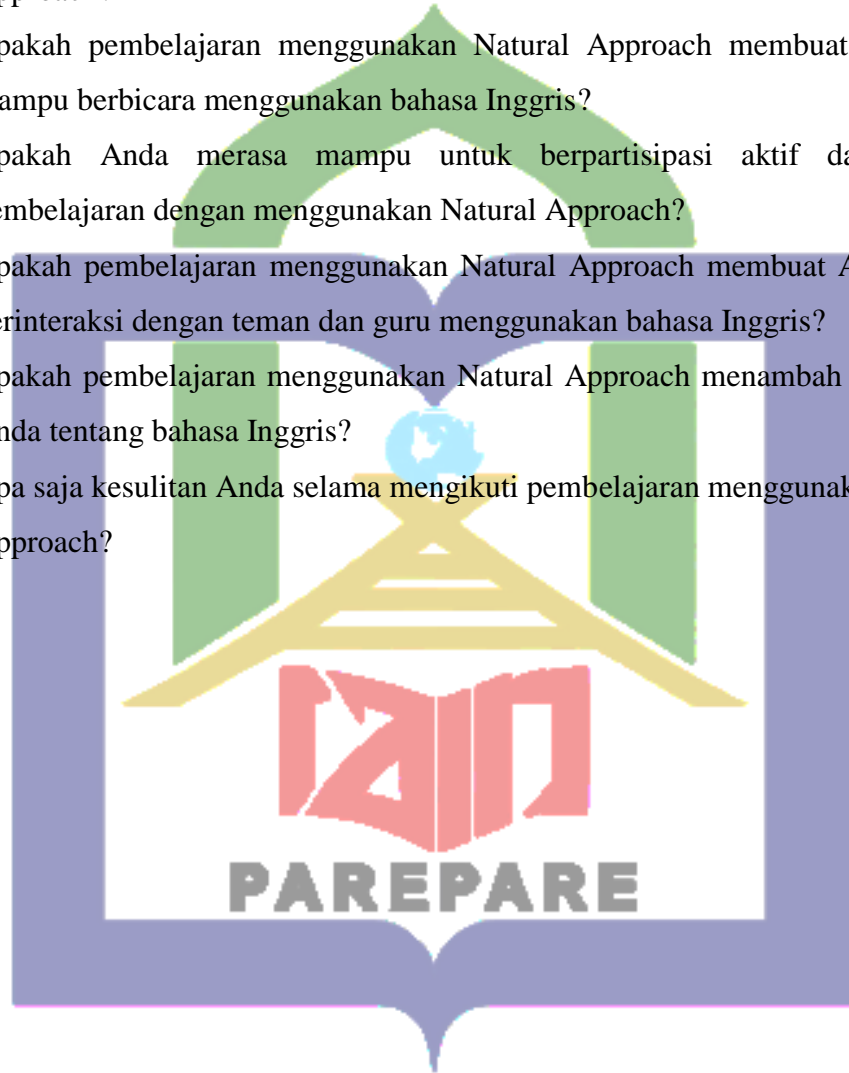 pakah pembelajaran menggunakan Natural Approach membuat
ampu berbicara menggunakan bahasa Inggris?
pakah Anda merasa mampu untuk berpartisipasi aktif da
embelajaran dengan menggunakan Natural Approach?
pakah pembelajaran menggunakan Natural Approach membuat A
erinteraksi dengan teman dan guru menggunakan bahasa Inggris?
pakah pembelajaran menggunakan Natural Approach menambah
nda tentang bahasa Inggris?
pa saja kesulitan Anda selama mengikuti pembelajaran menggunak
pproach?
iain
PAREPARE